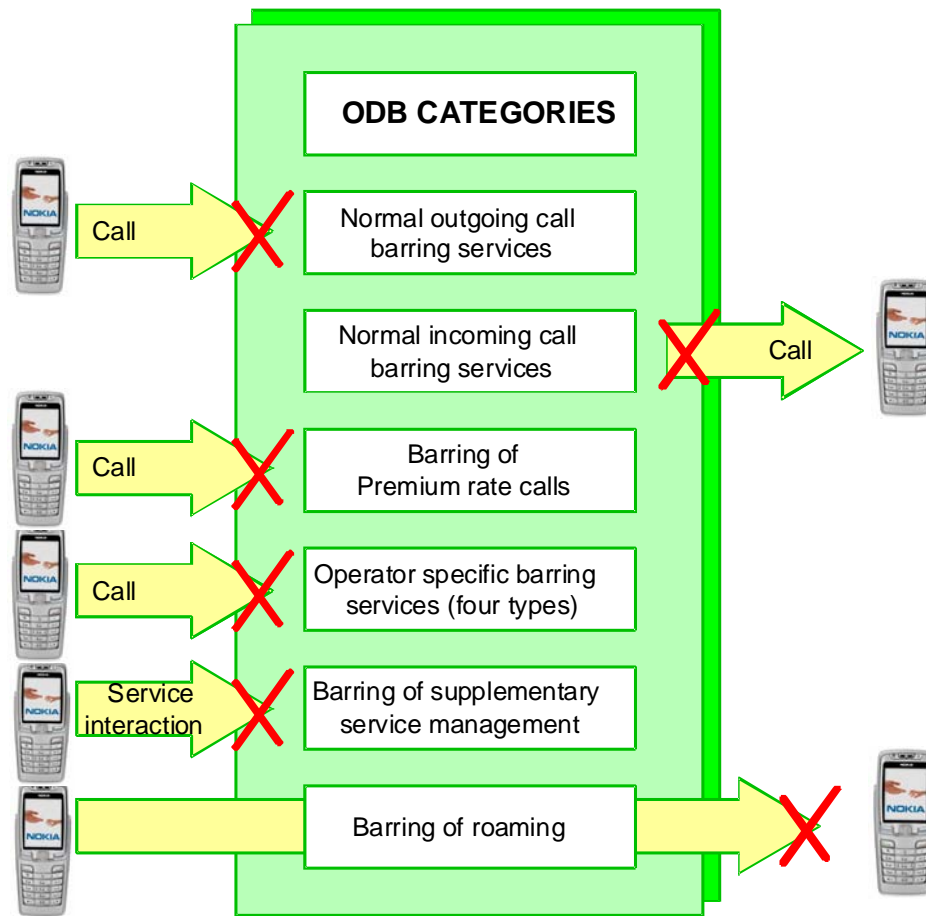 ODB CATEGORIES
NOKIA
Call
Normal outgoing call
barring services
Normal incoming call
barring services
Call
NOKIA
NOKIA
Call
Barring of
Premium rate calls
NOKIA
Call
Operator specific barring
services (four types)
NOKIA
Service
interaction
Barring of supplementary
service management
NOKIA
Barring of roaming
NOKIA